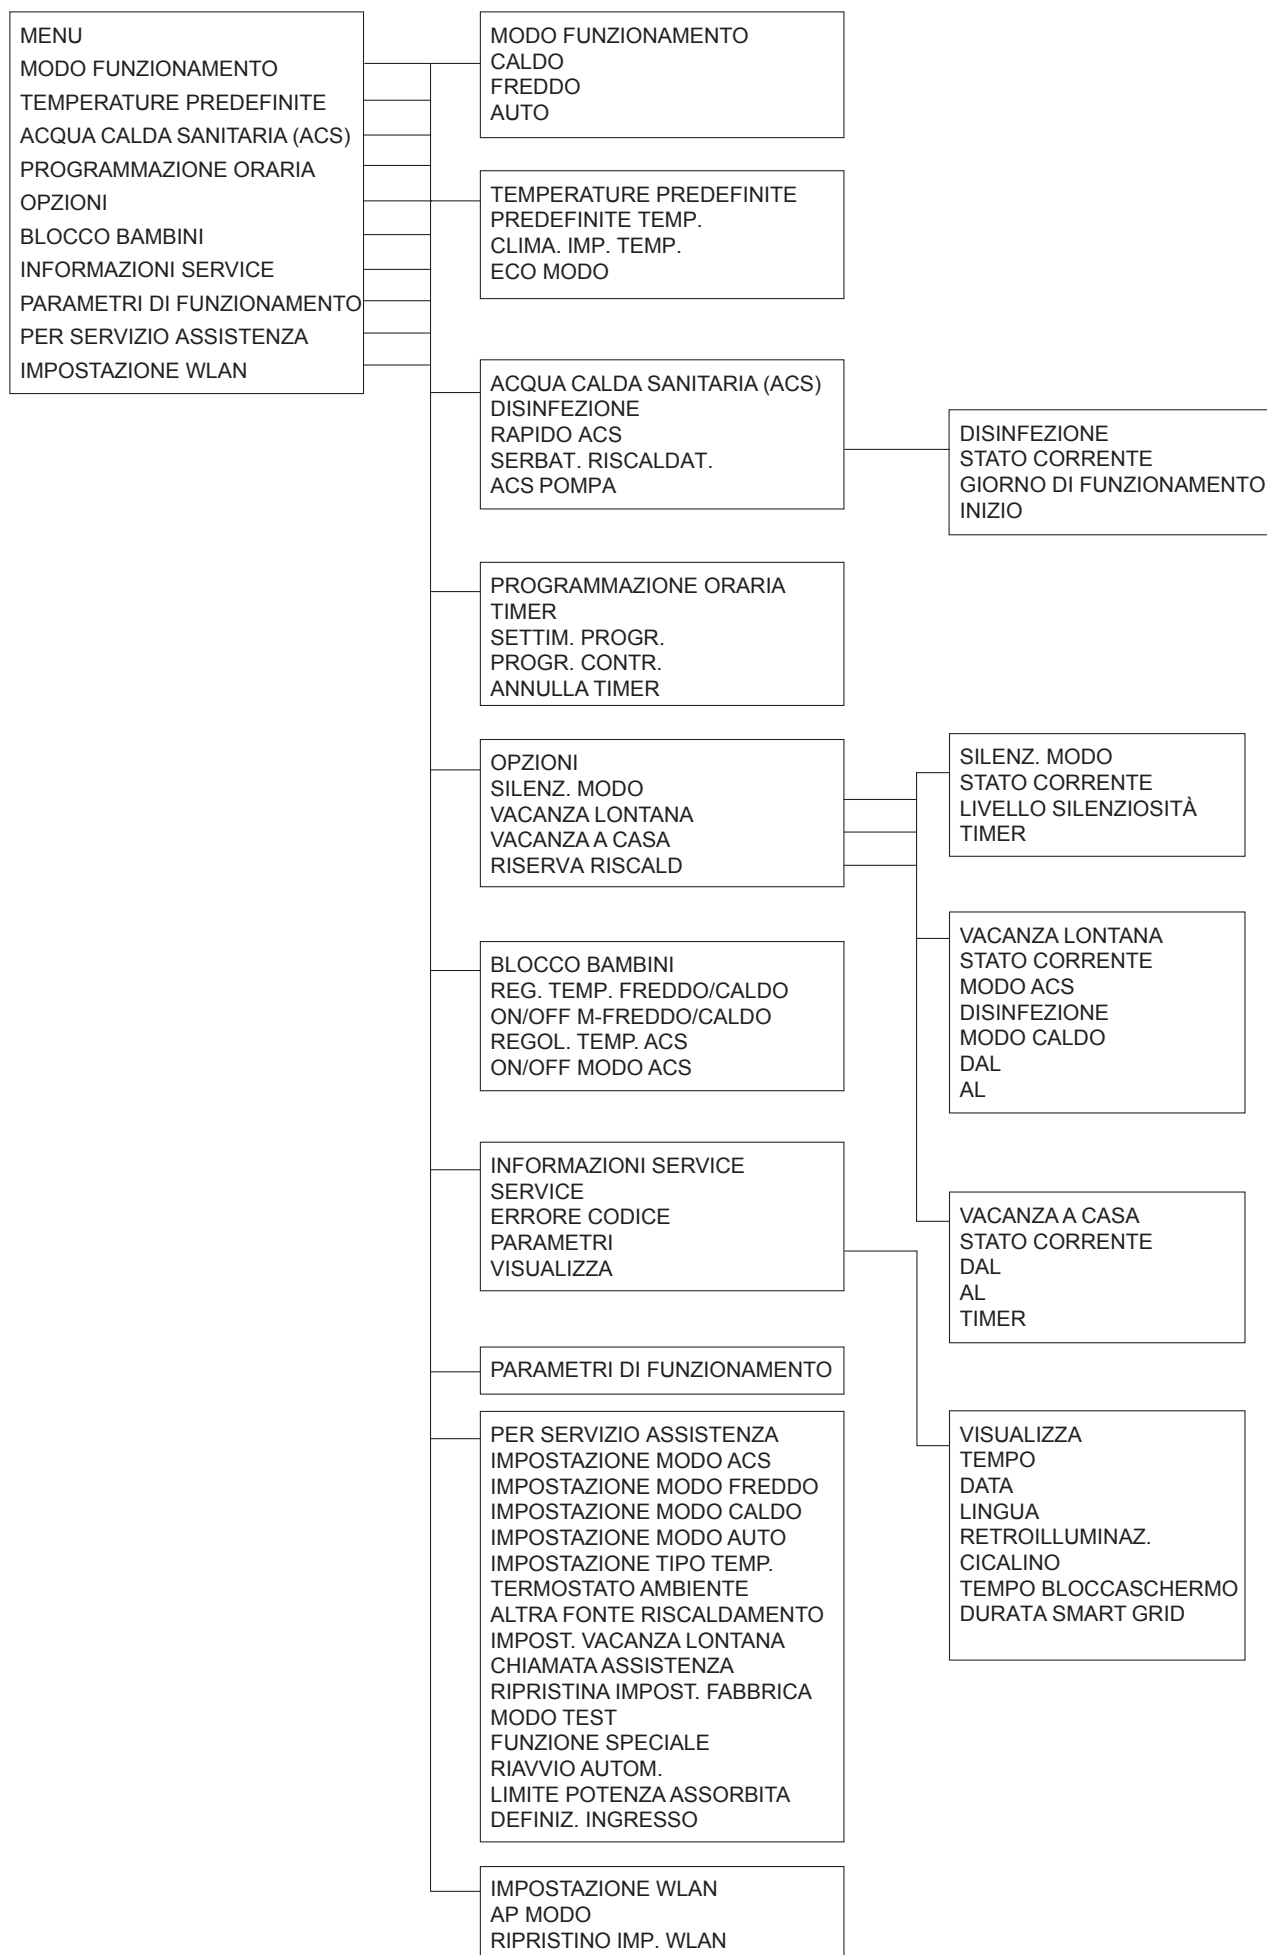 MENU
MODO FUNZIONAMENTO
TEMPERATURE PREDEFINITE
ACQUA CALDA SANITARIA (ACS)
PROGRAMMAZIONE ORARIA
OPZIONI
BLOCCO BAMBINI
INFORMAZIONI SERVICE
PARAMETRI DI FUNZIONAMENTO
PER SERVIZIO ASSISTENZA
IMPOSTAZIONE WLAN
MODO FUNZIONAMENTO
CALDO
FREDDO
AUTO
TEMPERATURE PREDEFINITE
PREDEFINITE TEMP.
CLIMA. IMP. TEMP.
ECO MODO
ACQUA CALDA SANITARIA (ACS)
DISINFEZIONE
RAPIDO ACS
SERBAT. RISCALDAT.
ACS POMPA
DISINFEZIONE
STATO CORRENTE
GIORNO DI FUNZIONAMENTO
INIZIO
PROGRAMMAZIONE ORARIA
TIMER
SETTIM. PROGR.
PROGR. CONTR.
ANNULLA TIMER
OPZIONI
SILENZ. MODO
VACANZA LONTANA
VACANZA A CASA
RISERVA RISCALD
SILENZ. MODO
STATO CORRENTE
LIVELLO SILENZIOSITÀ
TIMER
VACANZA LONTANA
STATO CORRENTE
MODO ACS
DISINFEZIONE
MODO CALDO
DAL
AL
VACANZA A CASA
STATO CORRENTE
DAL
AL
TIMER
BLOCCO BAMBINI
REG. TEMP. FREDDO/CALDO
ON/OFF M-FREDDO/CALDO
REGOL. TEMP. ACS
ON/OFF MODO ACS
INFORMAZIONI SERVICE
SERVICE
ERRORE CODICE
PARAMETRI
VISUALIZZA
VISUALIZZA
TEMPO
DATA
LINGUA
RETROILLUMINAZ.
CICALINO
TEMPO BLOCCASCHERMO
DURATA SMART GRID
PARAMETRI DI FUNZIONAMENTO
PER SERVIZIO ASSISTENZA
IMPOSTAZIONE MODO ACS
IMPOSTAZIONE MODO FREDDO
IMPOSTAZIONE MODO CALDO
IMPOSTAZIONE MODO AUTO
IMPOSTAZIONE TIPO TEMP.
TERMOSTATO AMBIENTE
ALTRA FONTE RISCALDAMENTO
IMPOST. VACANZA LONTANA
CHIAMATA ASSISTENZA
RIPRISTINA IMPOST. FABBRICA
MODO TEST
FUNZIONE SPECIALE
RIAVVIO AUTOM.
LIMITE POTENZA ASSORBITA
DEFINIZ. INGRESSO
IMPOSTAZIONE WLAN
AP MODO
RIPRISTINO IMP. WLAN